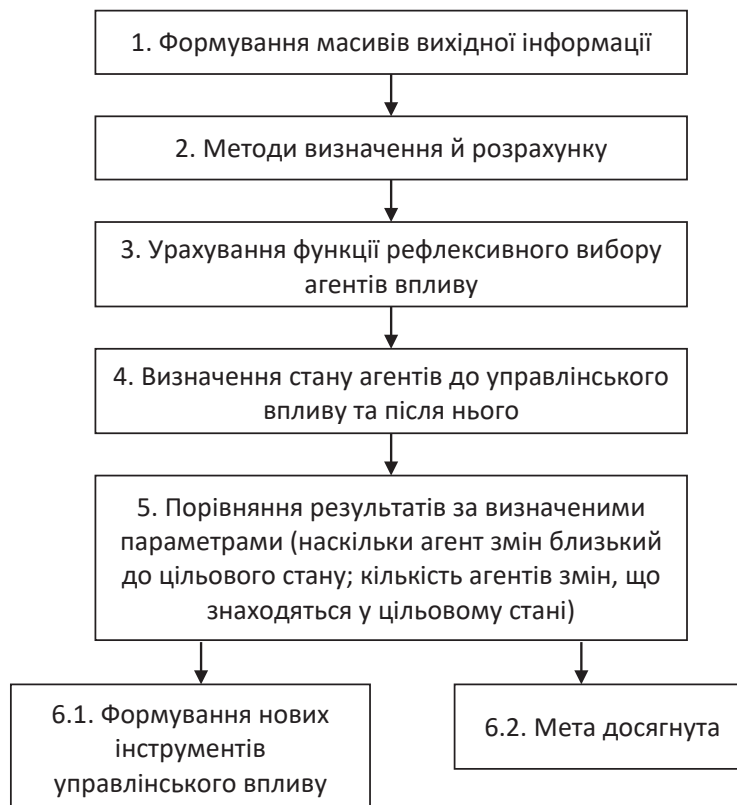 1. Формування масивів вихідної інформації
2. Методи визначення й розрахунку
3. Урахування функції рефлексивного вибору
агентів впливу
4. Визначення стану агентів до управлінського
впливу та після нього
5. Порівняння результатів за визначеними
параметрами (наскільки агент змін близький
до цільового стану; кількість агентів змін, що
знаходяться у цільовому стані)
6.1. Формування нових
інструментів
управлінського впливу
6.2. Мета досягнута